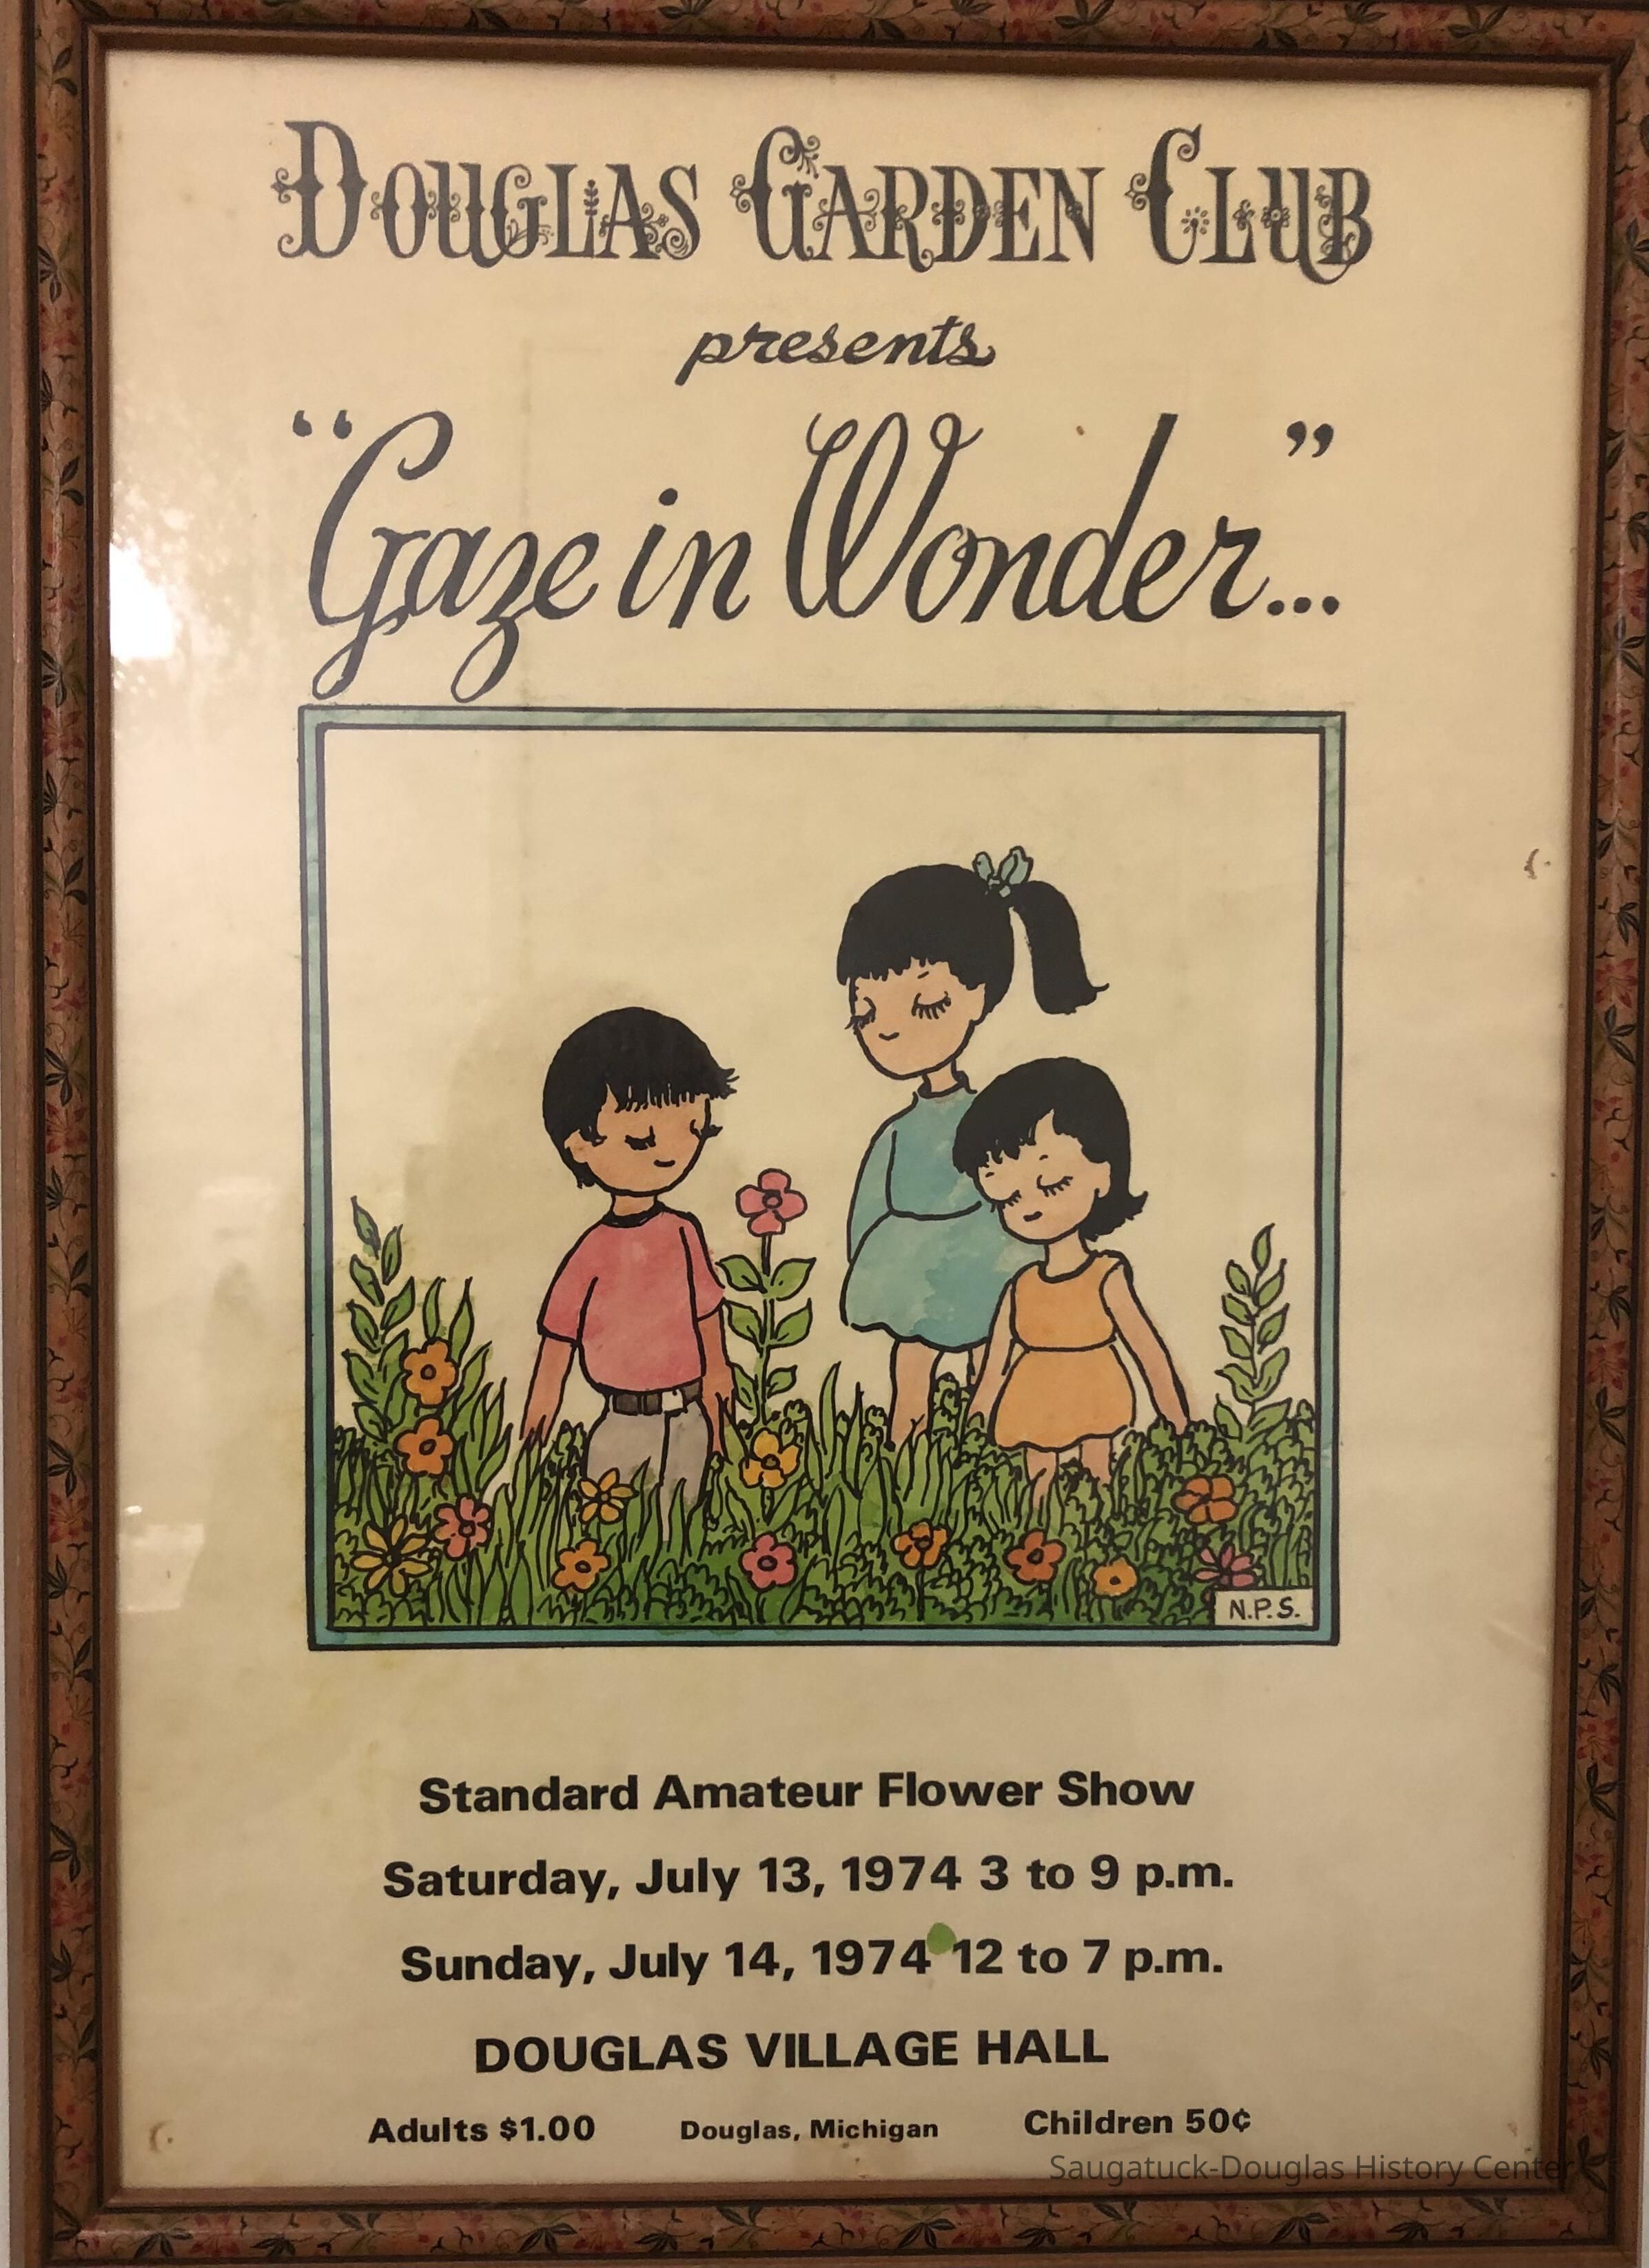 DOUGLAS GARDEN CLUB
presents
“Gaze in Wonder...”
N.P.S.
Standard Amateur Flower Show
Saturday, July 13, 1974 3 to 9 p.m.
Sunday, July 14, 1974 12 to 7 p.m.
DOUGLAS VILLAGE HALL
Adults $1.00 Douglas, Michigan Children 50¢
Saugatuck-Douglas History Center